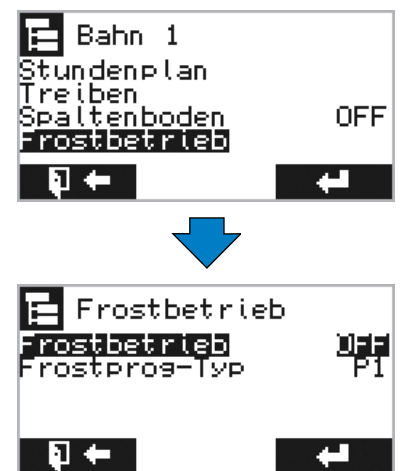 Bahn 1
Stundenplan
Treiben
Spaltenboden OFF
Frostbetrieb
Frostbetrieb
Frostbetrieb OFF
Frostprog-Typ P1